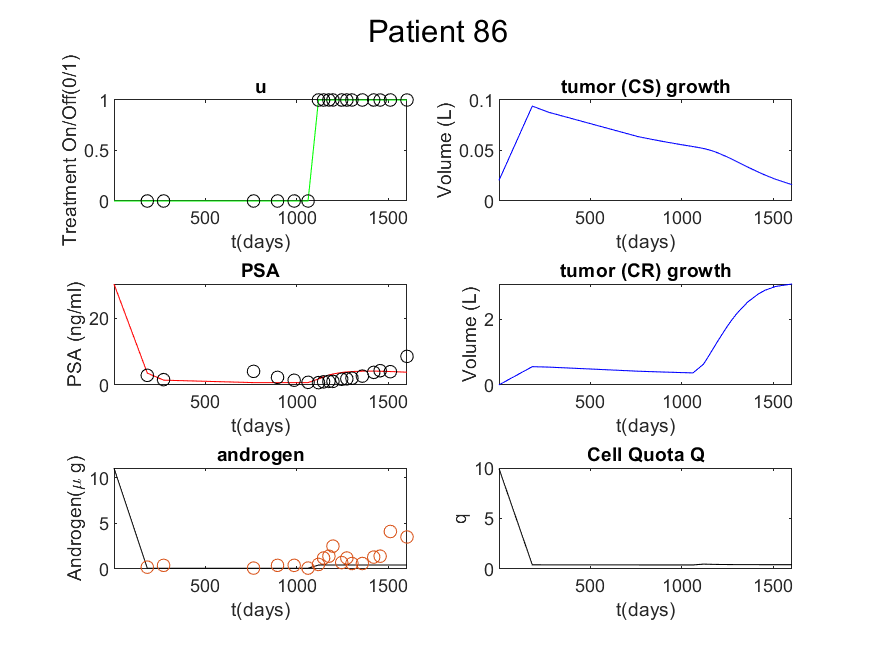 Patient 86
u
Treatment On/Off(0/1)
1
0.5
0
500
1000
1500
t(days)
tumor (CS) growth
Volume (L)
0.1
0.05
0
500
1000
1500
t(days)
PSA
PSA (ng/ml)
20
0
500
1000
1500
t(days)
tumor (CR) growth
Volume (L)
2
0
500
1000
1500
t(days)
androgen
Androgen(μ g)
10
5
0
500
1000
1500
t(days)
Cell Quota Q
q
10
5
0
500
1000
1500
t(days)